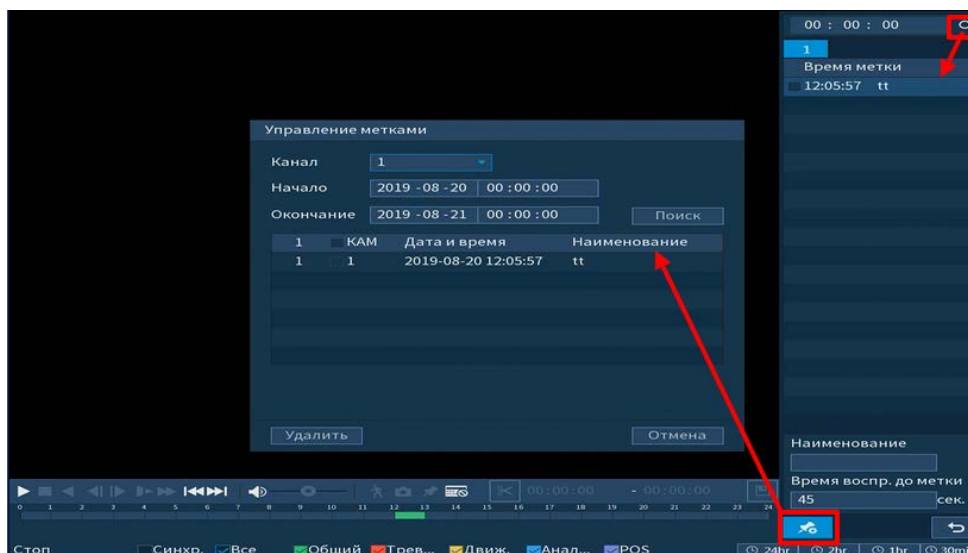 00 : 00 : 00
1
Время метки
12:05:57 tt
Управление метками
Канал 1
Начало 2019 -08 -20 00 :00 :00
Окончание 2019 -08 -21 00 :00 :00 Поиск
1 КАМ Дата и время Наименование
1 1 2019-08-20 12:05:57 tt
Удалить Отмена
Наименование
Время воспр. до метки
45 сек.
00:00:00 - 00:00:00
0 1 2 3 4 5 6 7 8 9 10 11 12 13 14 15 16 17 18 19 20 21 22 23 24
Стоп Синхр. Все Общий Трев... Движ. Анал... POS 24hr 2hr 1hr 30m